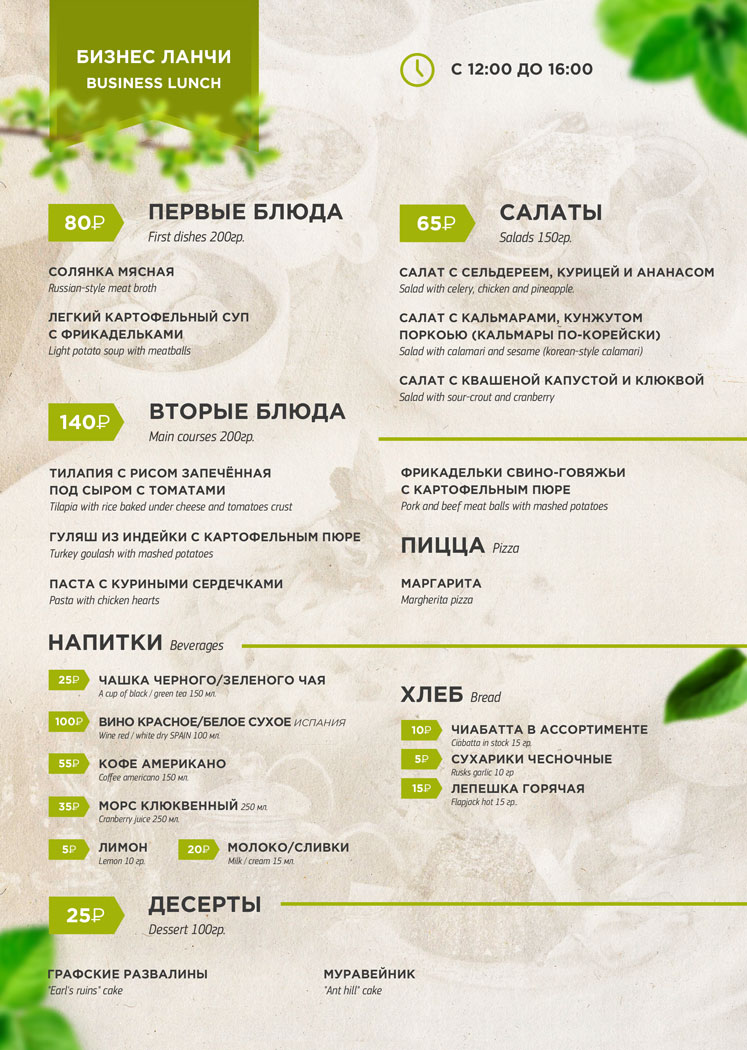 БИЗНЕС ЛАНЧИ
BUSINESS LUNCH
С 12:00 ДО 16:00
80₽
ПЕРВЫЕ БЛЮДА
First dishes 200гр.
СОЛЯНКА МЯСНАЯ
Russian-style meat broth
ЛЕГКИЙ КАРТОФЕЛЬНЫЙ СУП
С ФРИКАДЕЛЬКАМИ
Light potato soup with meatballs
65₽
САЛАТЫ
Salads 150гр.
САЛАТ С СЕЛЬДЕРЕЕМ, КУРИЦЕЙ И АНАНАСОМ
Salad with celery, chicken and pineapple.
САЛАТ С КАЛЬМАРАМИ, КУНЖУТОМ
ПОРКОЬЮ (КАЛЬМАРЫ ПО-КОРЕЙСКИ)
Salad with calamari and sesame (korean-style calamari)
САЛАТ С КВАШЕНОЙ КАПУСТОЙ И КЛЮКВОЙ
Salad with sour-crout and cranberry
140₽
ВТОРЫЕ БЛЮДА
Main courses 200гр.
ТИЛАПИЯ С РИСОМ ЗАПЕЧЁННАЯ
ПОД СЫРОМ С ТОМАТАМИ
Tilapia with rice baked under cheese and tomatoes crust
ГУЛЯШ ИЗ ИНДЕЙКИ С КАРТОФЕЛЬНЫМ ПЮРЕ
Turkey goulash with mashed potatoes
ПАСТА С КУРИНЫМИ СЕРДЕЧКАМИ
Pasta with chicken hearts
ФРИКАДЕЛЬКИ СВИНО-ГОВЯЖЬИ
С КАРТОФЕЛЬНЫМ ПЮРЕ
Pork and beef meat balls with mashed potatoes
ПИЦЦА Pizza
МАРГАРИТА
Margherita pizza
НАПИТКИ Beverages
25₽ ЧАШКА ЧЕРНОГО/ЗЕЛЕНОГО ЧАЯ
A cup of black / green tea 150 мл.
100₽ ВИНО КРАСНОЕ/БЕЛОЕ СУХОЕ ИСПАНИЯ
Wine red / white dry SPAIN 100 мл.
55₽ КОФЕ АМЕРИКАНО
Coffee americano 150 мл.
35₽ МОРС КЛЮКВЕННЫЙ 250 мл.
Cranberry juice 250 мл.
5₽ ЛИМОН
Lemon 10 гр.
20₽ МОЛОКО/СЛИВКИ
Milk / cream 15 мл.
ХЛЕБ Bread
10₽ ЧИАБАТТА В АССОРТИМЕНТЕ
Ciabatta in stock 15 гр.
5₽ СУХАРИКИ ЧЕСНОЧНЫЕ
Rusks garlic 10 гр
15₽ ЛЕПЕШКА ГОРЯЧАЯ
Flapjack hot 15 гр.
25₽
ДЕСЕРТЫ
Dessert 100гр.
ГРАФСКИЕ РАЗВАЛИНЫ
"Earl's ruins" cake
МУРАВЕЙНИК
"Ant hill" cake